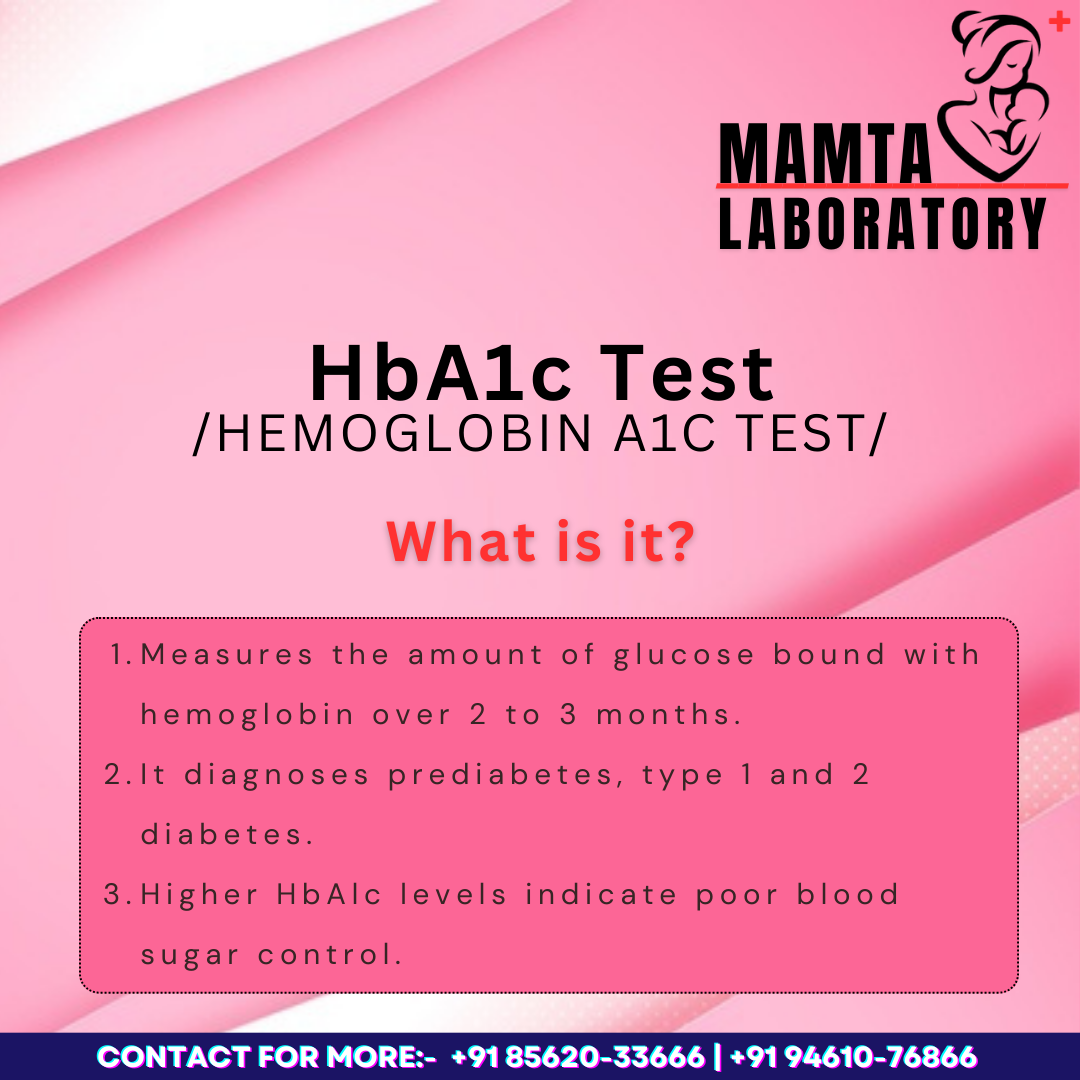 MAMTA
LABORATORY
HbA1c Test
/HEMOGLOBIN A1C TEST/
What is it?
1. Measures the amount of glucose bound with
hemoglobin over 2 to 3 months.
2. It diagnoses prediabetes, type 1 and 2
diabetes.
3. Higher HbA1c levels indicate poor blood
sugar control.
CONTACT FOR MORE:- +91 85620-33666 | +91 94610-76866